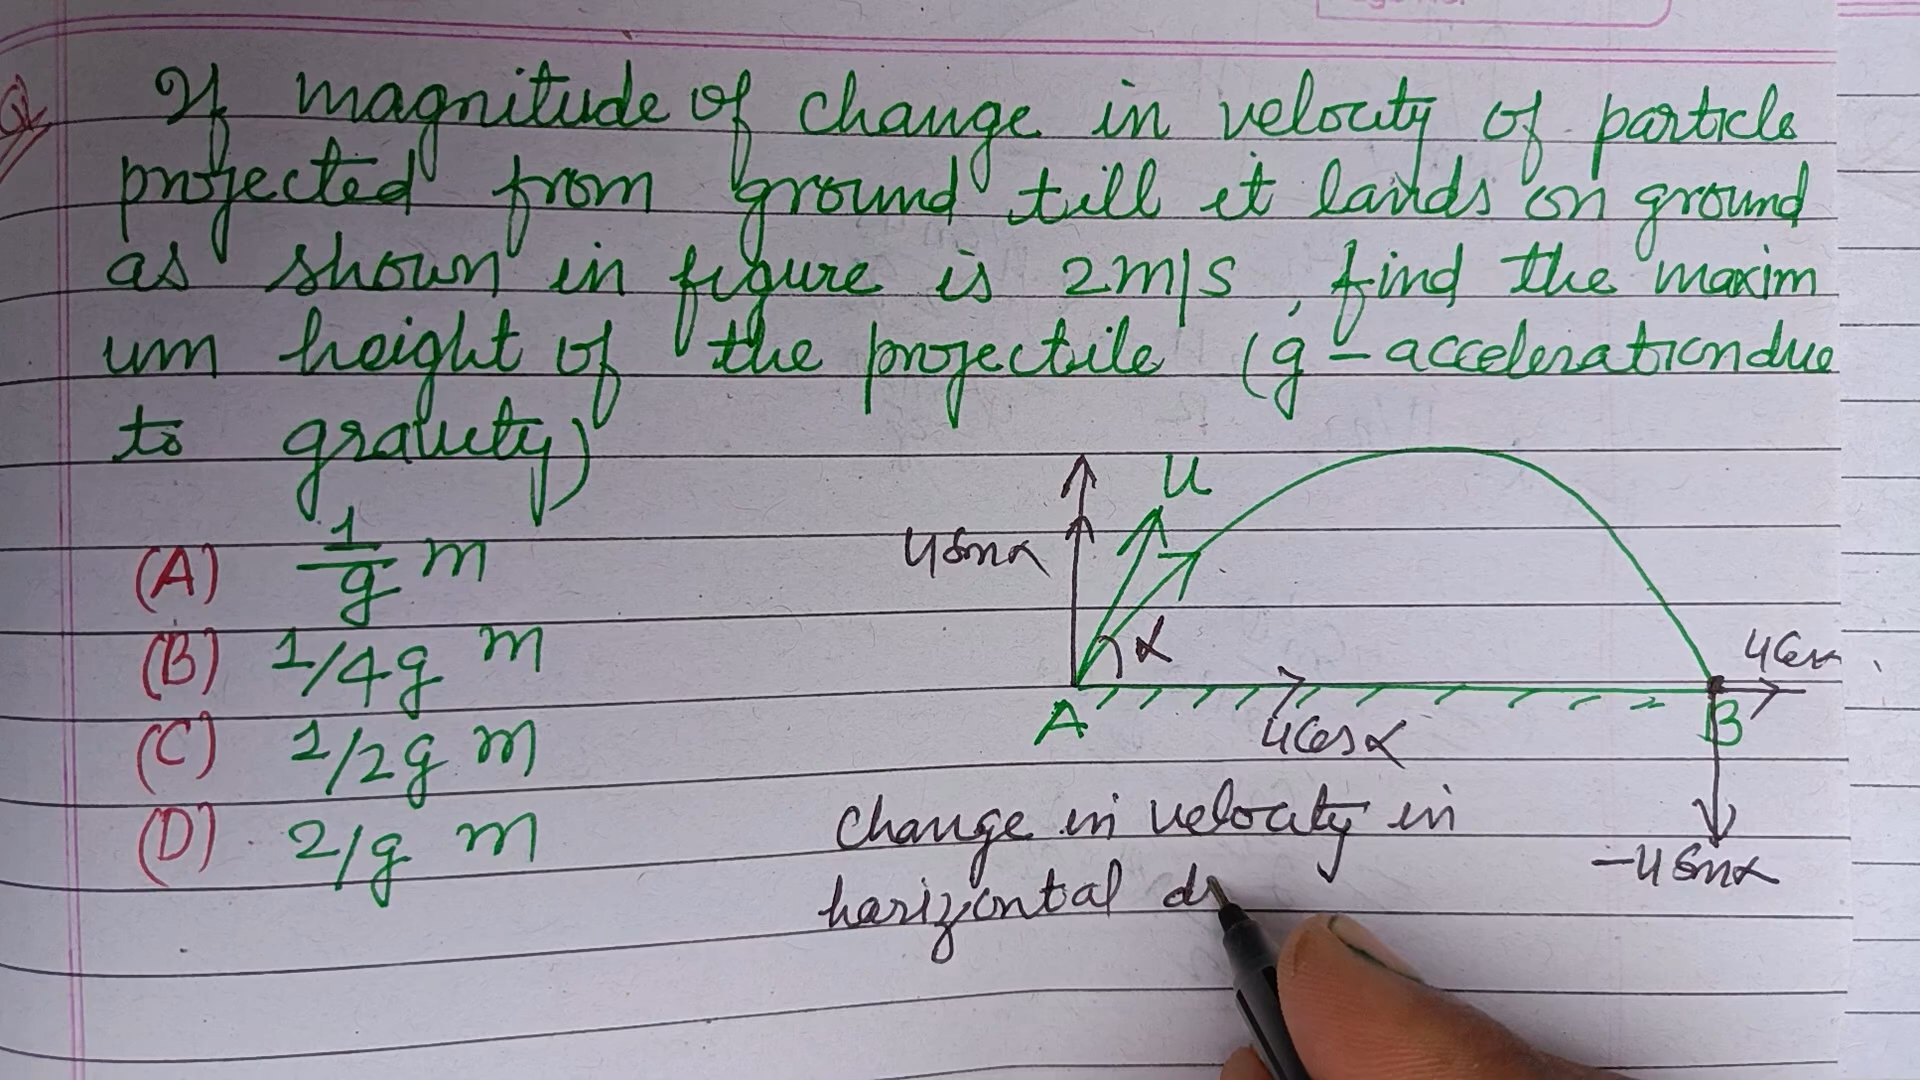 Q
If magnitude of change in velocity of particle
projected from ground till it lands on ground
as shown in figure is 2m/s, find the maxim
um height of the projectile (g - acceleration due
to gravity)
(A) 1/g m
(B) 1/4g m
(C) 1/2g m
(D) 2/g m
u
u sinα
α
A
u cosα
B
u cosα
-u sinα
Change in velocity in
horizontal di